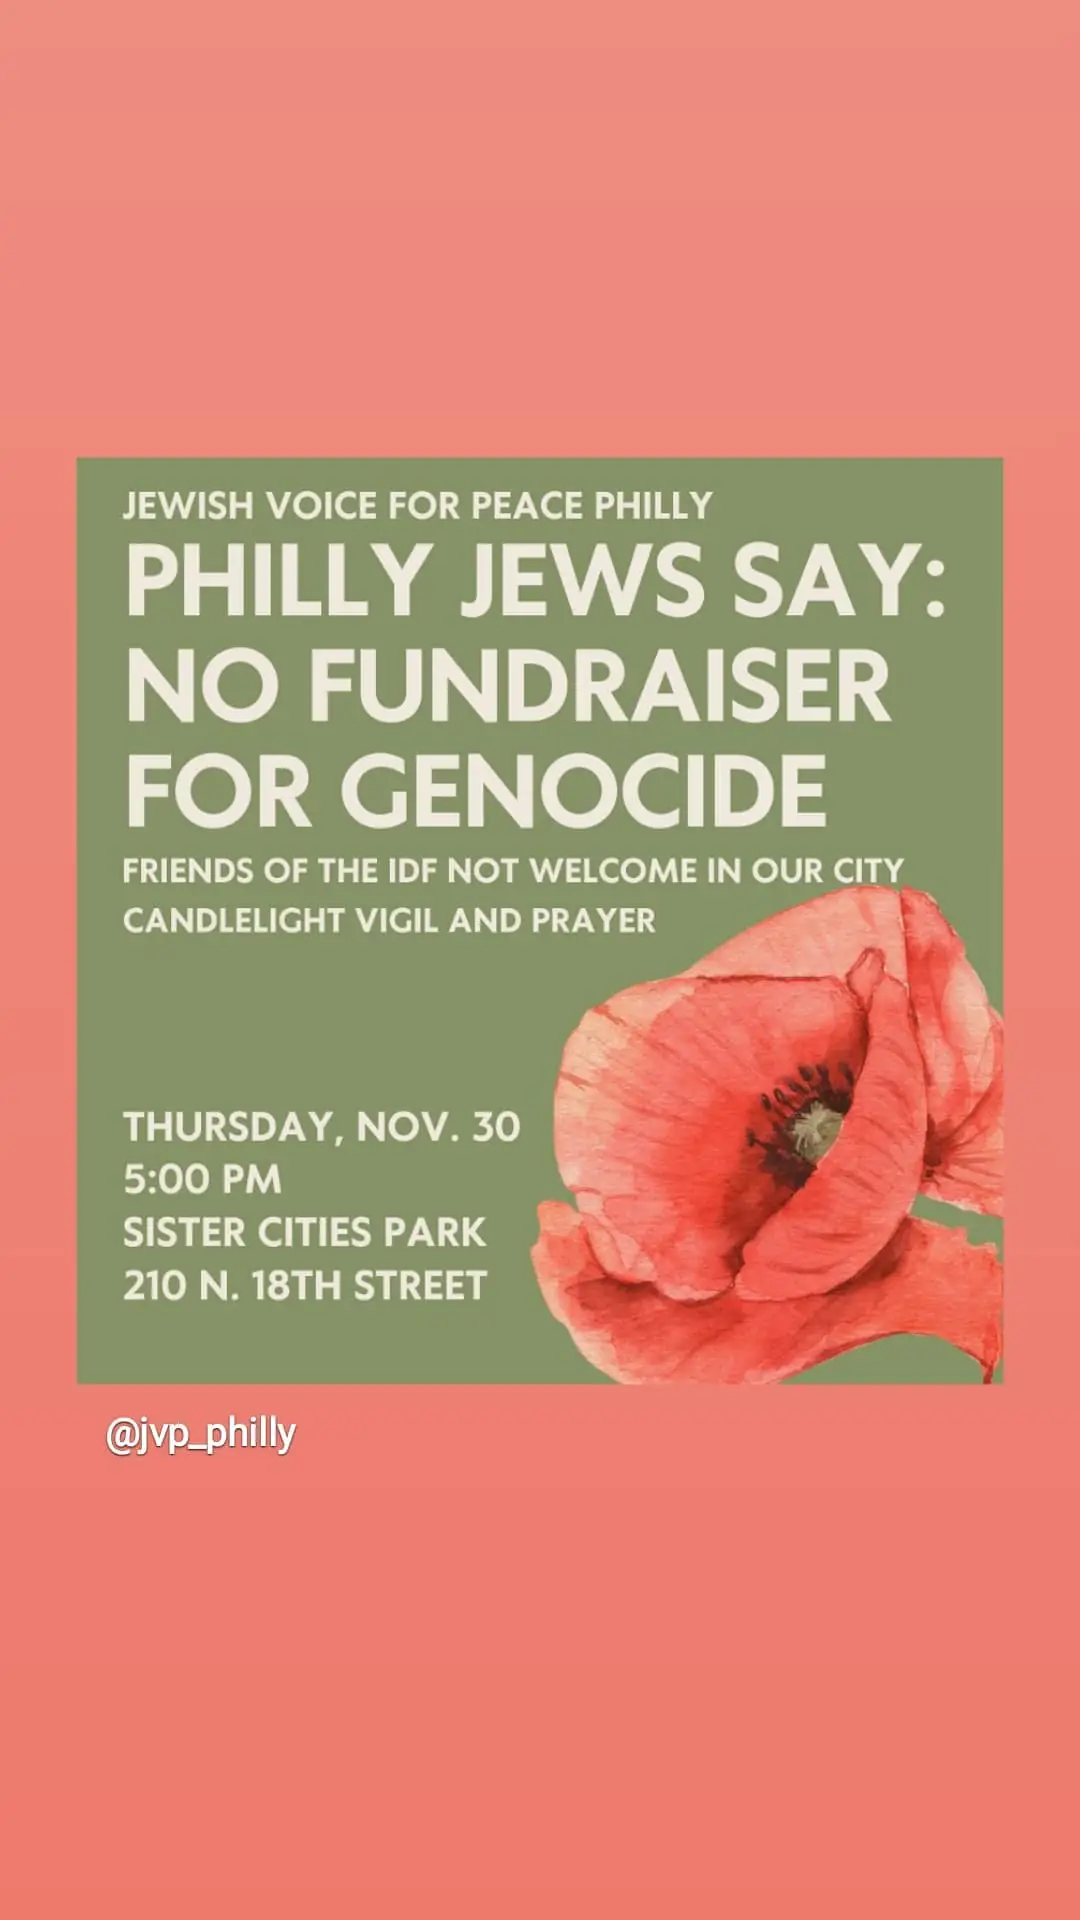 JEWISH VOICE FOR PEACE PHILLY
PHILLY JEWS SAY:
NO FUNDRAISER
FOR GENOCIDE
FRIENDS OF THE IDF NOT WELCOME IN OUR CITY
CANDLELIGHT VIGIL AND PRAYER
THURSDAY, NOV. 30
5:00 PM
SISTER CITIES PARK
210 N. 18TH STREET
@jvp_philly